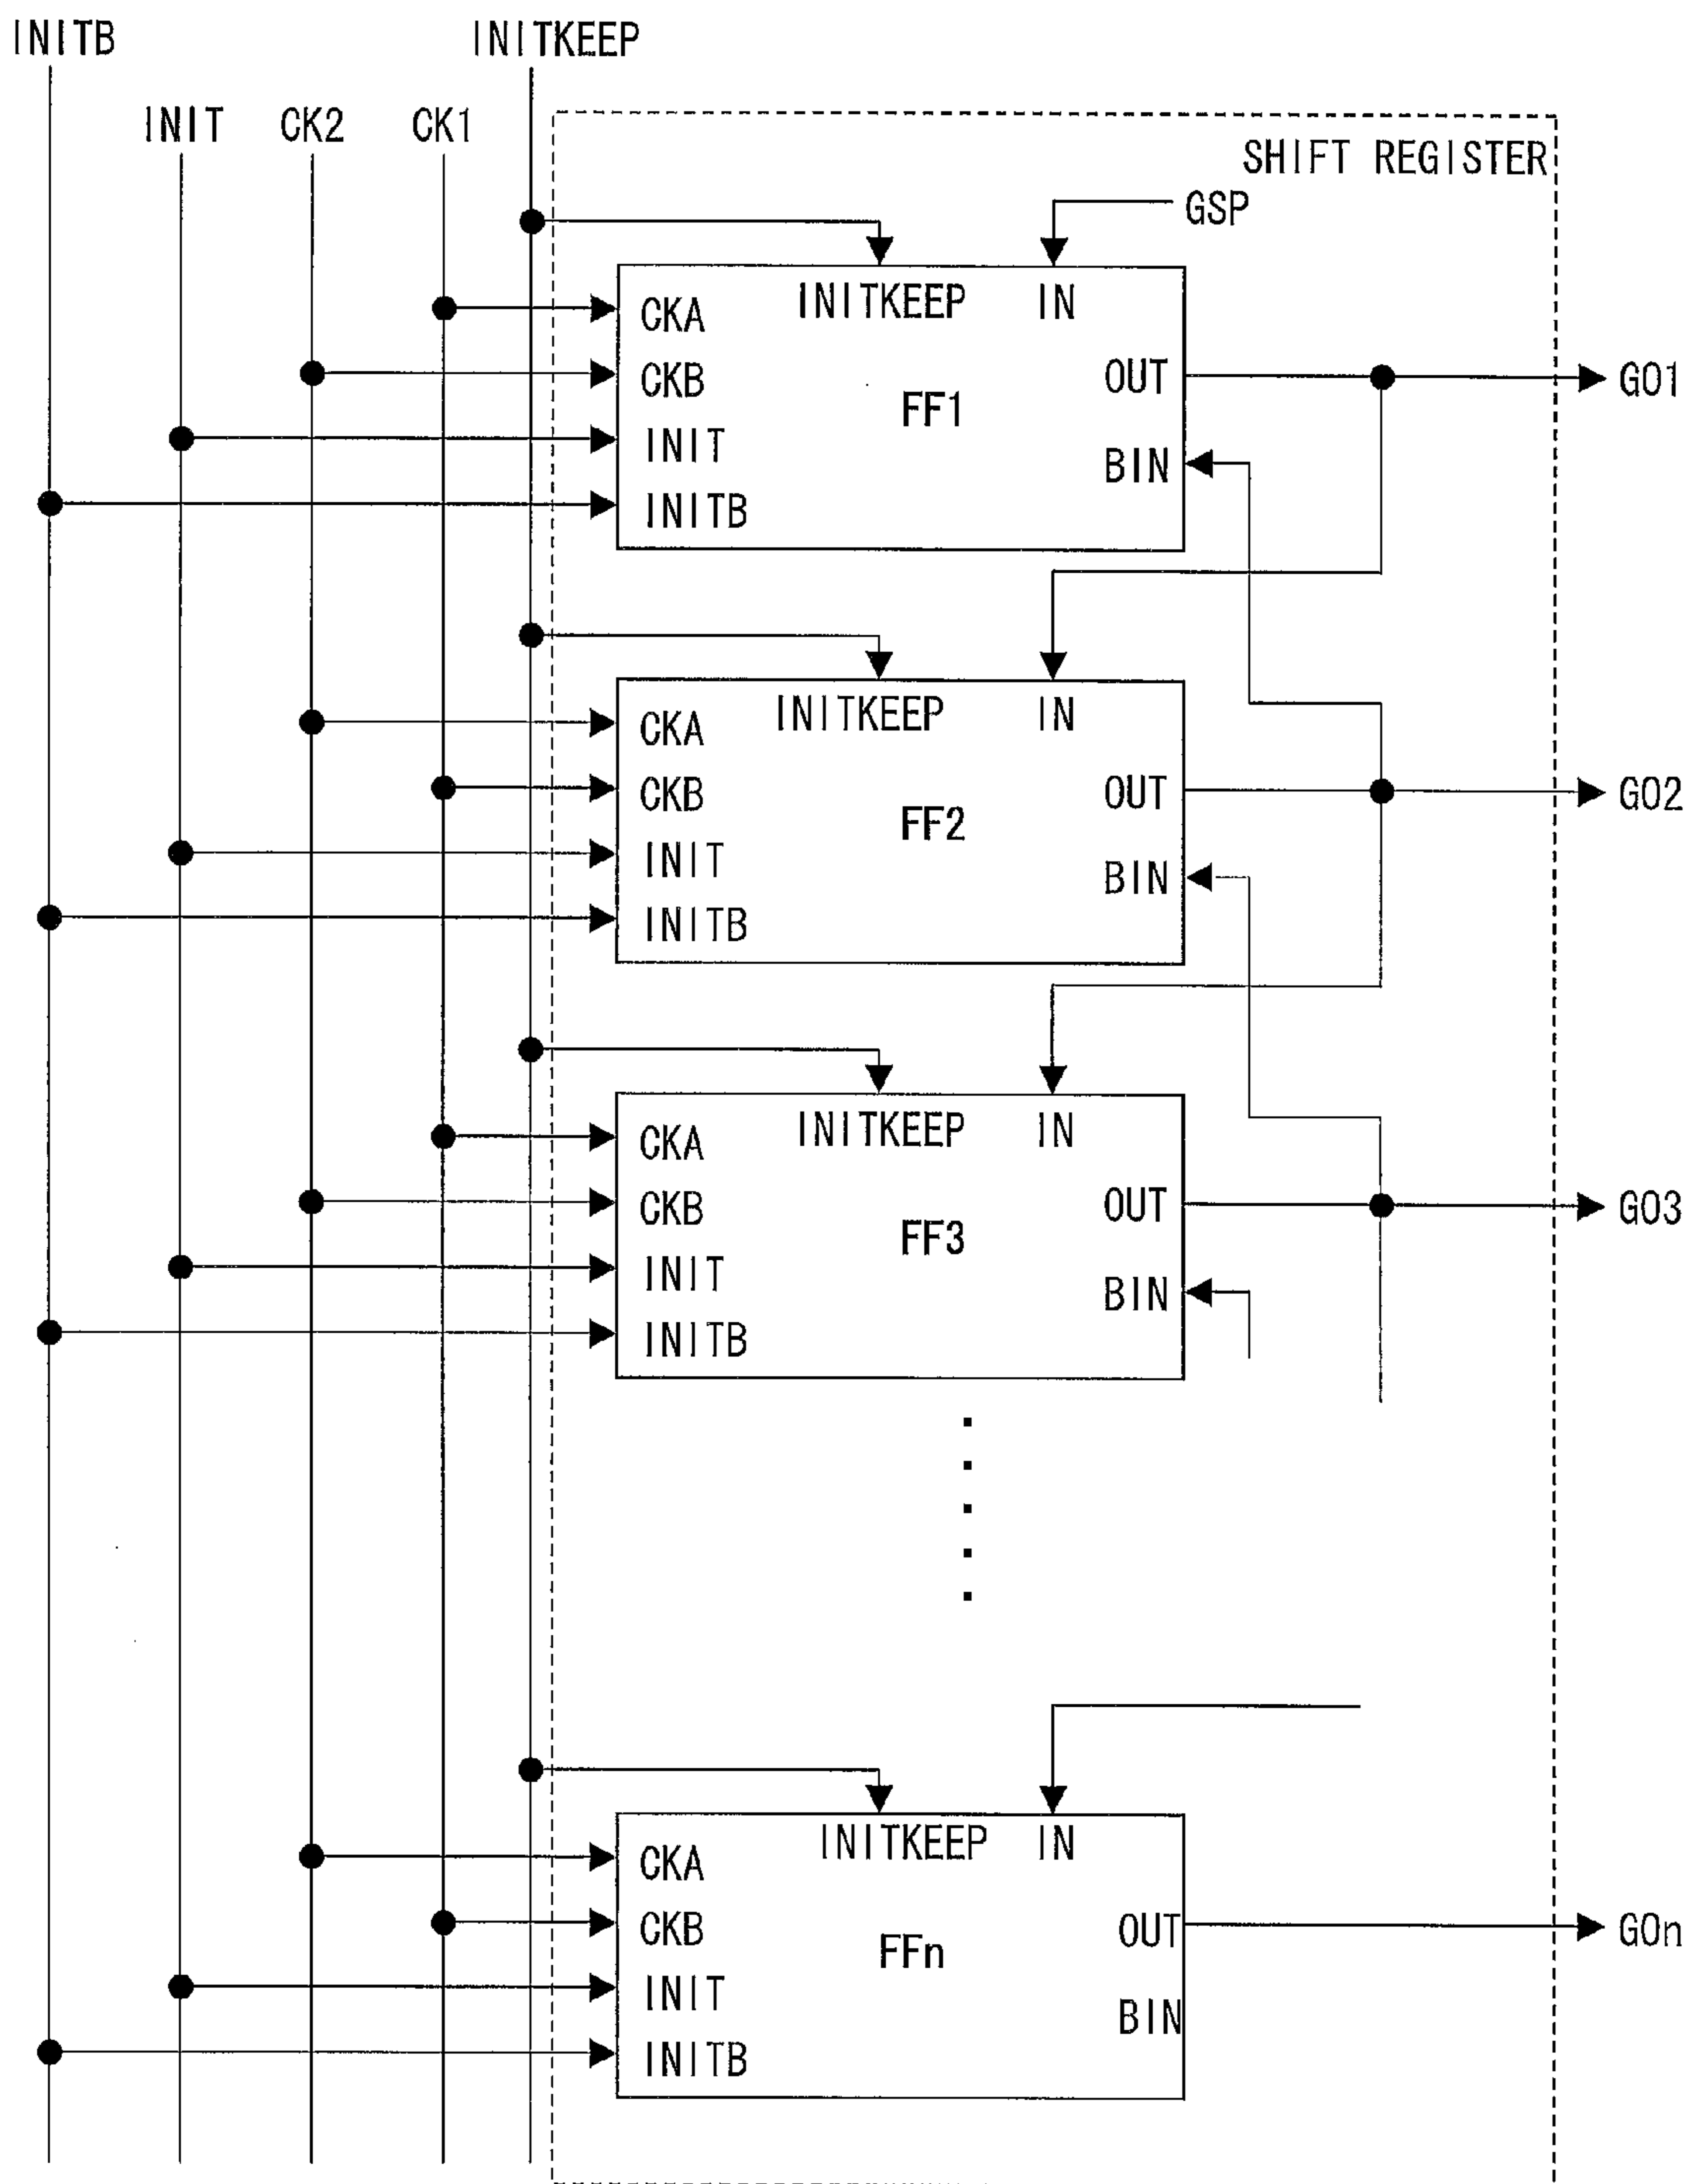 INITB
INITKEEP
INIT
CK2
CK1
SHIFT REGISTER
GSP
INITKEEP
IN
CKA
CKB
INIT
INITB
FF1
OUT
BIN
GO1
INITKEEP
IN
CKA
CKB
INIT
INITB
FF2
OUT
BIN
GO2
INITKEEP
IN
CKA
CKB
INIT
INITB
FF3
OUT
BIN
GO3
INITKEEP
IN
CKA
CKB
INIT
INITB
FFn
OUT
BIN
GOn